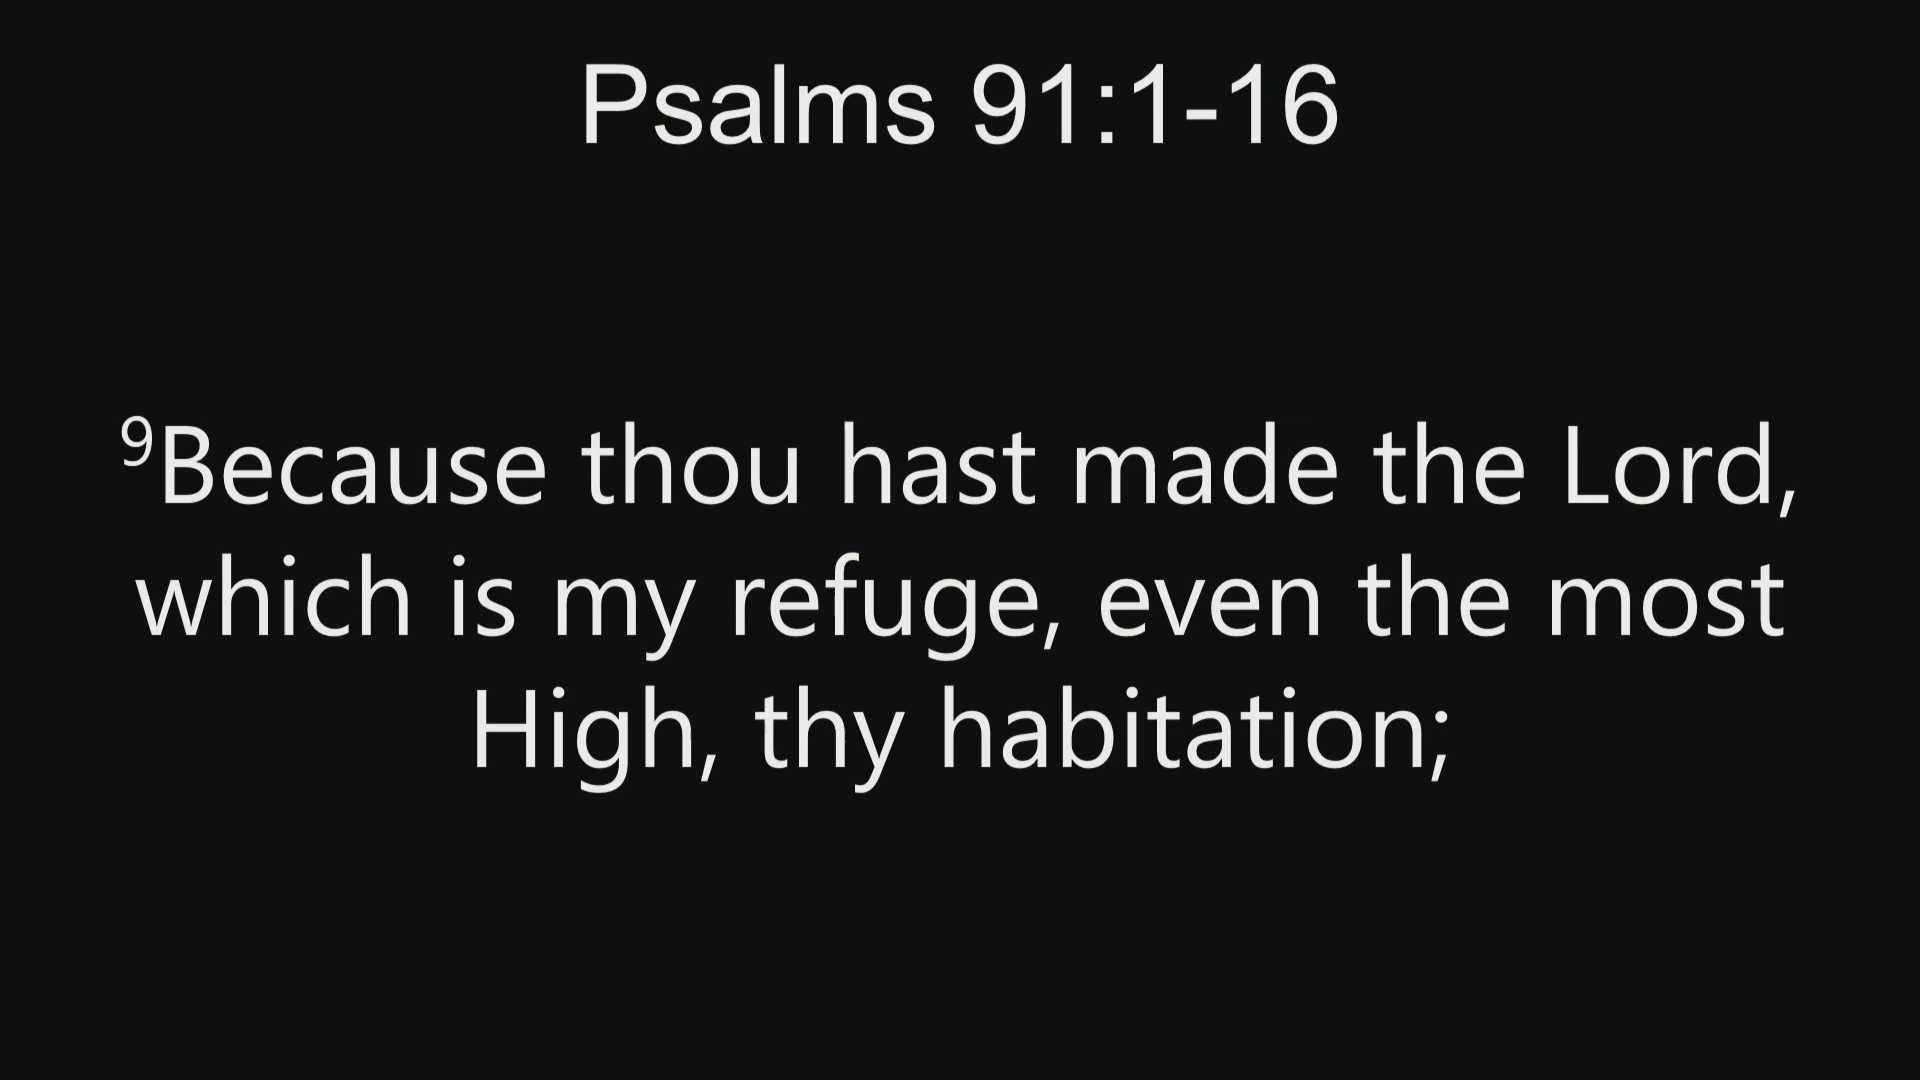 Psalms 91:1-16
⁹Because thou hast made the Lord,
which is my refuge, even the most
High, thy habitation;